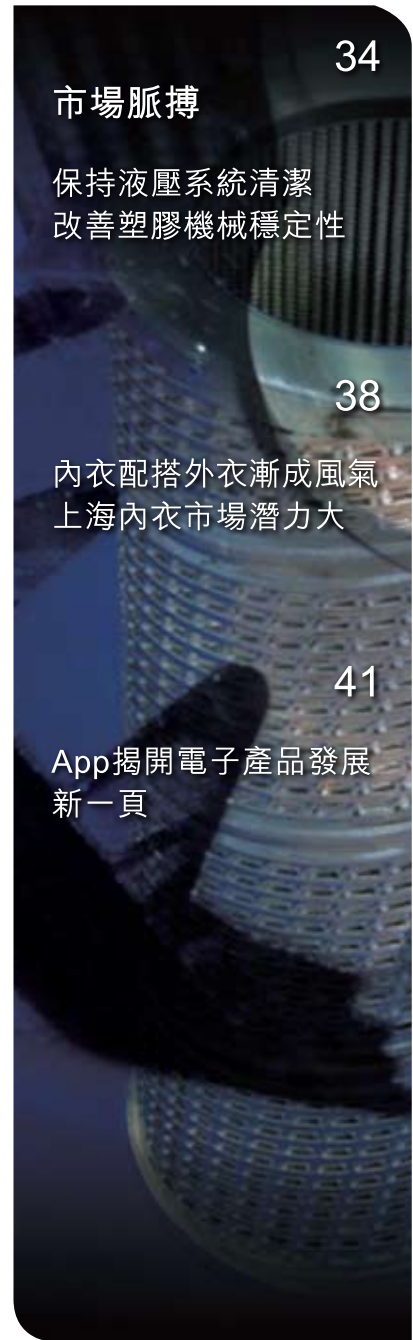 34
市場脈搏
保持液壓系統清潔
改善塑膠機械穩定性
38
內衣配搭外衣漸成風氣
上海內衣市場潛力大
41
App揭開電子產品發展
新一頁